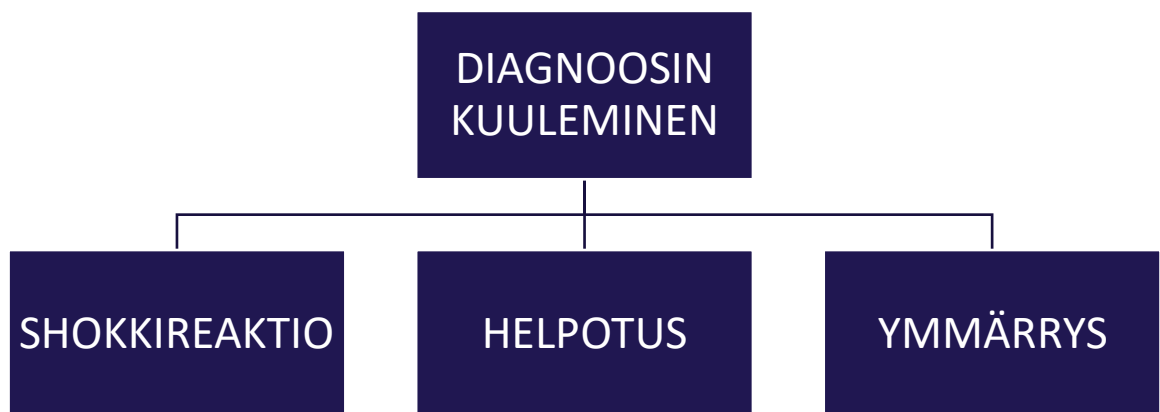 DIAGNOOSIN
KUULEMINEN
SHOKKIREAKTIO
HELPOTUS
YMMÄRRYS